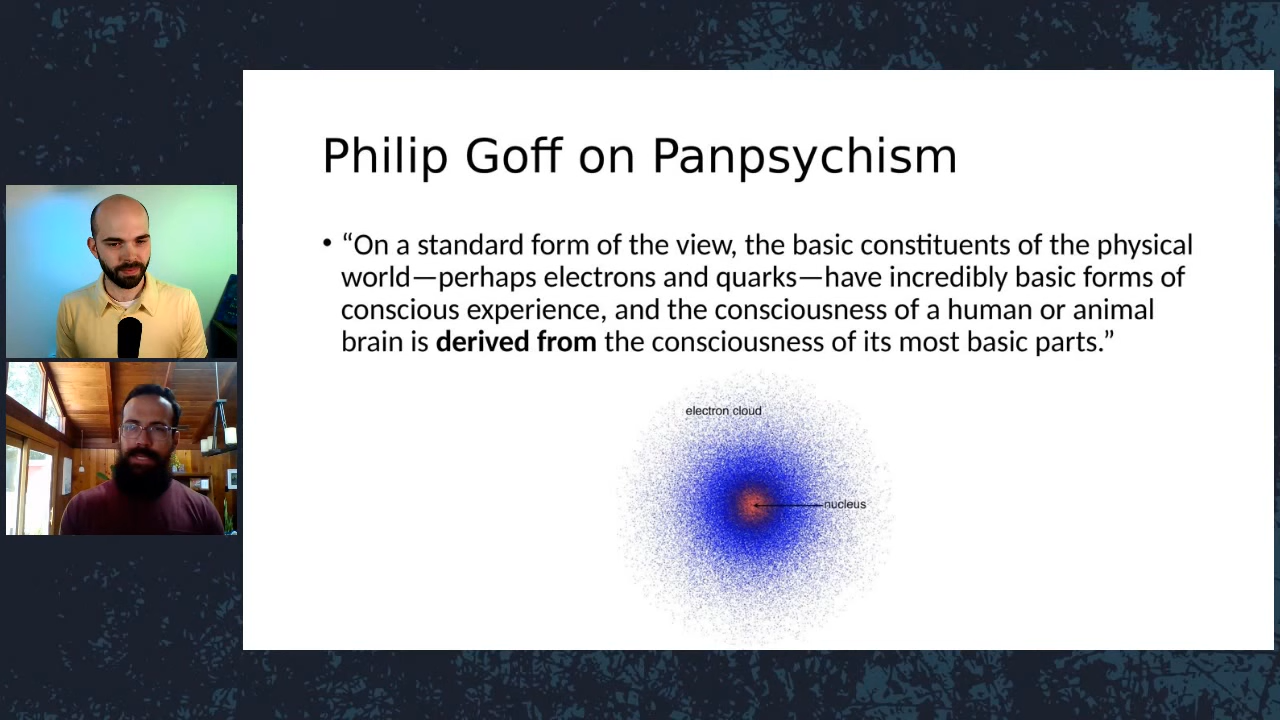 Philip Goff on Panpsychism
• “On a standard form of the view, the basic constituents of the physical
world—perhaps electrons and quarks—have incredibly basic forms of
conscious experience, and the consciousness of a human or animal
brain is derived from the consciousness of its most basic parts.”
electron cloud
nucleus